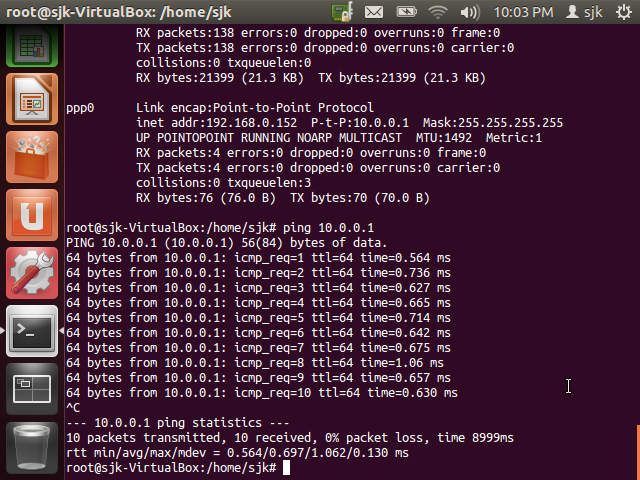 root@sjk-VirtualBox: /home/sjk 10:03 PM sjk
RX packets:138 errors:0 dropped:0 overruns:0 frame:0
TX packets:138 errors:0 dropped:0 overruns:0 carrier:0
collisions:0 txqueuelen:0
RX bytes:21399 (21.3 KB)  TX bytes:21399 (21.3 KB)
ppp0      Link encap:Point-to-Point Protocol
inet addr:192.168.0.152  P-t-P:10.0.0.1  Mask:255.255.255.255
UP POINTOPOINT RUNNING NOARP MULTICAST  MTU:1492  Metric:1
RX packets:4 errors:0 dropped:0 overruns:0 frame:0
TX packets:4 errors:0 dropped:0 overruns:0 carrier:0
collisions:0 txqueuelen:3
RX bytes:76 (76.0 B)  TX bytes:70 (70.0 B)
root@sjk-VirtualBox:/home/sjk# ping 10.0.0.1
PING 10.0.0.1 (10.0.0.1) 56(84) bytes of data.
64 bytes from 10.0.0.1: icmp_req=1 ttl=64 time=0.564 ms
64 bytes from 10.0.0.1: icmp_req=2 ttl=64 time=0.736 ms
64 bytes from 10.0.0.1: icmp_req=3 ttl=64 time=0.627 ms
64 bytes from 10.0.0.1: icmp_req=4 ttl=64 time=0.665 ms
64 bytes from 10.0.0.1: icmp_req=5 ttl=64 time=0.714 ms
64 bytes from 10.0.0.1: icmp_req=6 ttl=64 time=0.642 ms
64 bytes from 10.0.0.1: icmp_req=7 ttl=64 time=0.675 ms
64 bytes from 10.0.0.1: icmp_req=8 ttl=64 time=1.06 ms
64 bytes from 10.0.0.1: icmp_req=9 ttl=64 time=0.657 ms
64 bytes from 10.0.0.1: icmp_req=10 ttl=64 time=0.630 ms
^C
--- 10.0.0.1 ping statistics ---
10 packets transmitted, 10 received, 0% packet loss, time 8999ms
rtt min/avg/max/mdev = 0.564/0.697/1.062/0.130 ms
root@sjk-VirtualBox:/home/sjk#